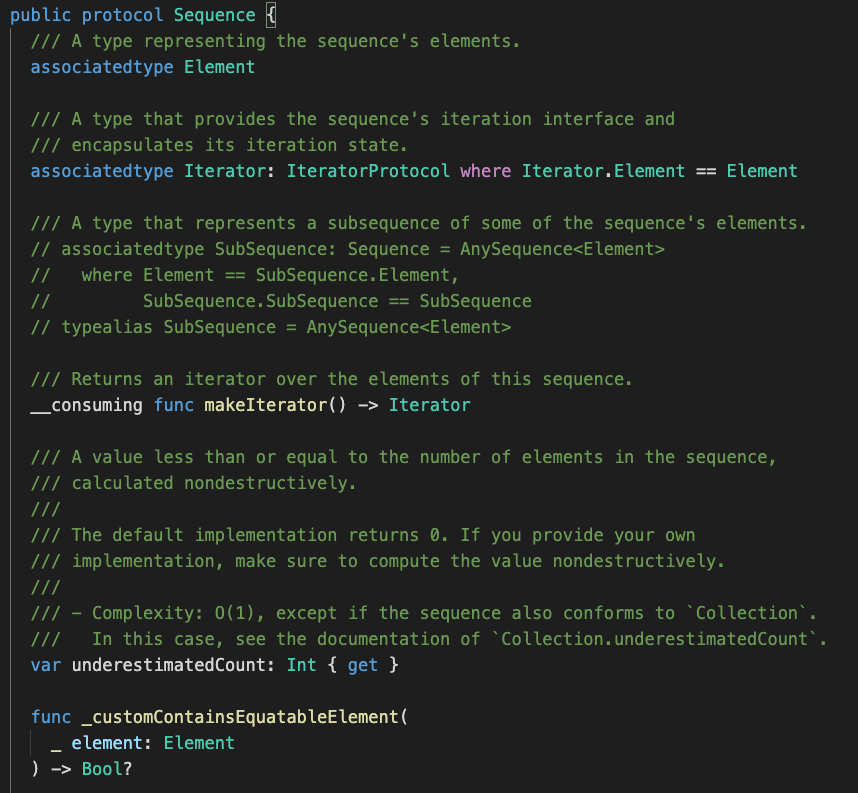 public protocol Sequence {
  /// A type representing the sequence's elements.
  associatedtype Element

  /// A type that provides the sequence's iteration interface and
  /// encapsulates its iteration state.
  associatedtype Iterator: IteratorProtocol where Iterator.Element == Element

  /// A type that represents a subsequence of some of the sequence's elements.
  // associatedtype SubSequence: Sequence = AnySequence<Element>
  //   where Element == SubSequence.Element,
  //         SubSequence.SubSequence == SubSequence
  // typealias SubSequence = AnySequence<Element>

  /// Returns an iterator over the elements of this sequence.
  __consuming func makeIterator() -> Iterator

  /// A value less than or equal to the number of elements in the sequence,
  /// calculated nondestructively.
  ///
  /// The default implementation returns 0. If you provide your own
  /// implementation, make sure to compute the value nondestructively.
  ///
  /// - Complexity: O(1), except if the sequence also conforms to `Collection`.
  ///   In this case, see the documentation of `Collection.underestimatedCount`.
  var underestimatedCount: Int { get }

  func _customContainsEquatableElement(
    _ element: Element
  ) -> Bool?